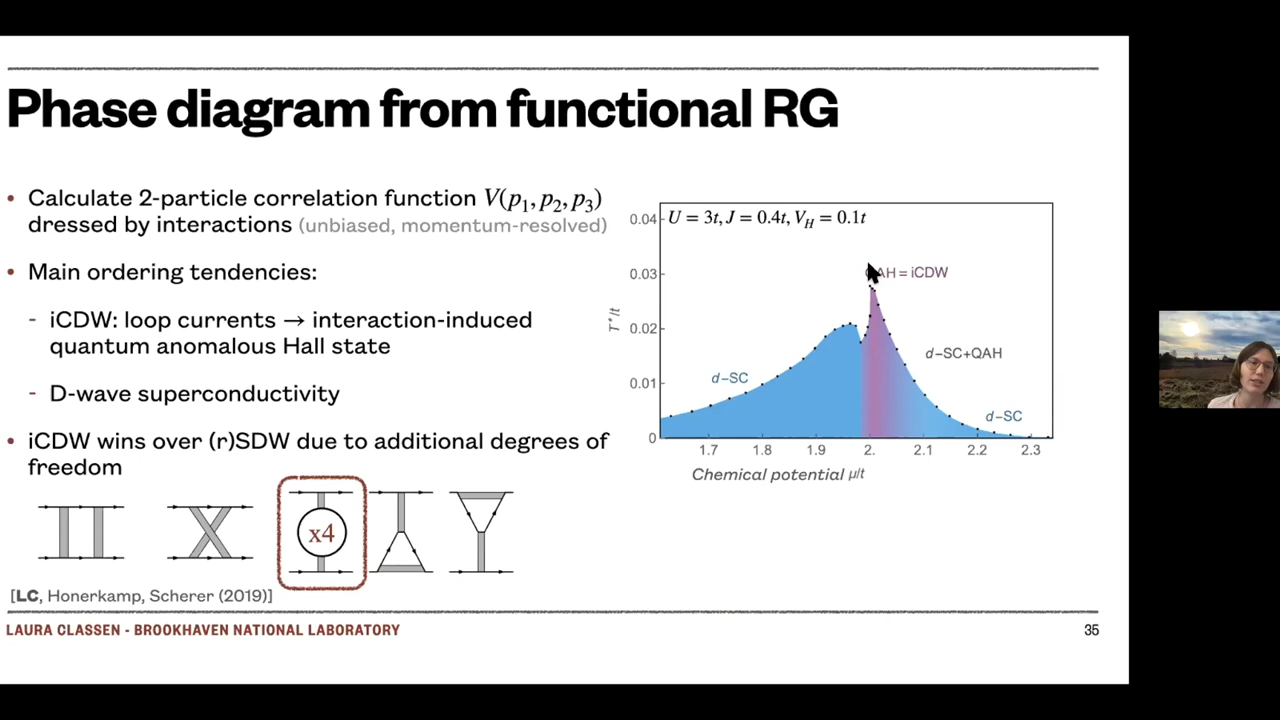 Phase diagram from functional RG
• Calculate 2-particle correlation function V(p₁, p₂, p₃)
dressed by interactions (unbiased, momentum-resolved)
• Main ordering tendencies:
- iCDW: loop currents → interaction-induced
quantum anomalous Hall state
- D-wave superconductivity
• iCDW wins over (r)SDW due to additional degrees of
freedom
x4
[LC, Honerkamp, Scherer (2019)]
U = 3t, J = 0.4t, V_H = 0.1t
0.04
0.03
0.02
0.01
0
T*/t
AH = iCDW
d-SC+QAH
d-SC
d-SC
1.7 1.8 1.9 2. 2.1 2.2 2.3
Chemical potential μ/t
LAURA CLASSEN - BROOKHAVEN NATIONAL LABORATORY
35